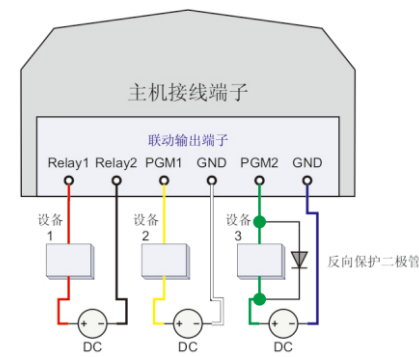 主机接线端子
联动输出端子
Relay1 Relay2 PGM1 GND PGM2 GND
设备 设备 设备
1 2 3
反向保护二极管
+ - + - + -
DC DC DC